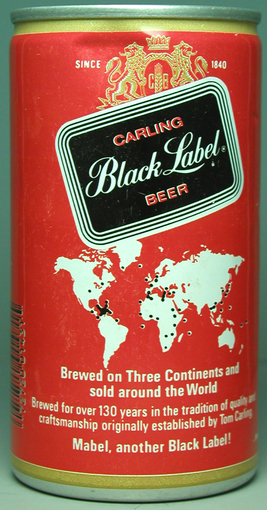 SINCE 1840
CB
CARLING
Black Label®
BEER
Brewed on Three Continents and
sold around the World
Brewed for over 130 years in the tradition of quality and
craftsmanship originally established by Tom Carling.
Mabel, another Black Label!